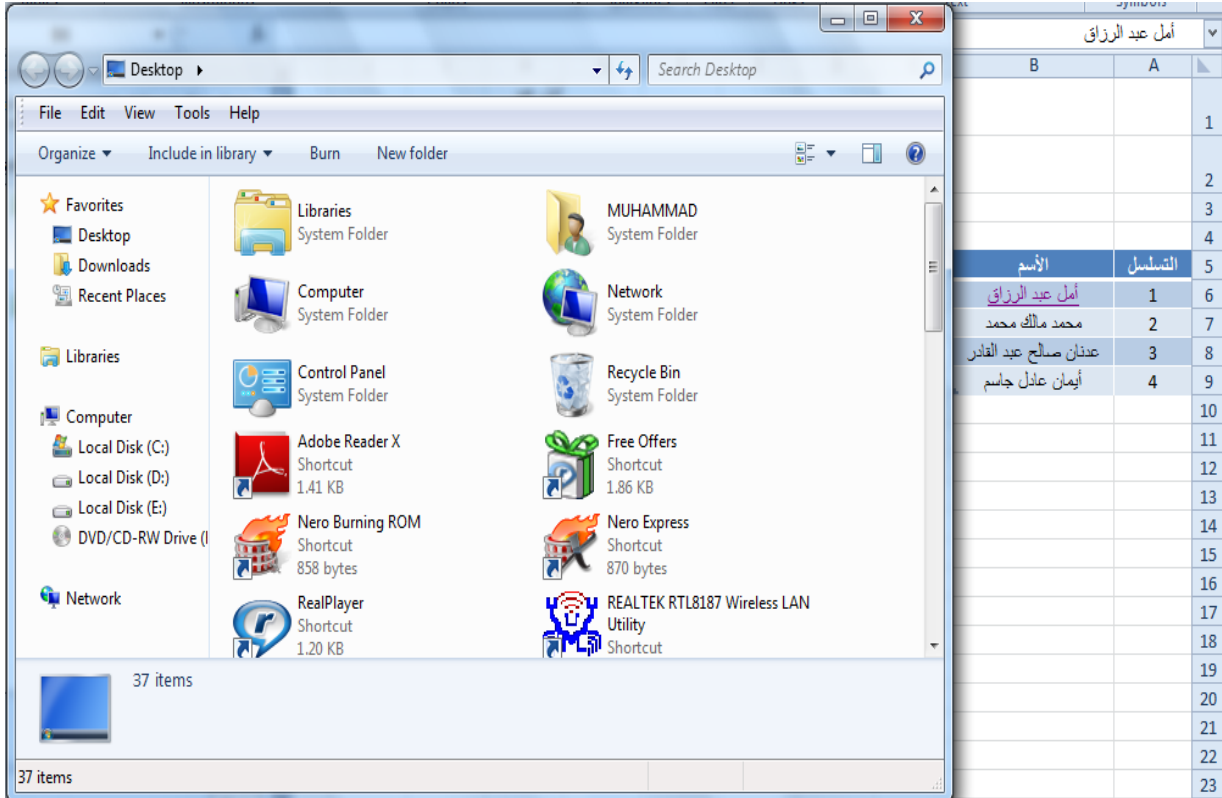 Desktop
Search Desktop
File Edit View Tools Help
Organize Include in library Burn New folder
Favorites
Desktop
Downloads
Recent Places
Libraries
Computer
Local Disk (C:)
Local Disk (D:)
Local Disk (E:)
DVD/CD-RW Drive (
Network
Libraries
System Folder
MUHAMMAD
System Folder
Computer
System Folder
Network
System Folder
Control Panel
System Folder
Recycle Bin
System Folder
Adobe Reader X
Shortcut
1.41 KB
Free Offers
Shortcut
1.86 KB
Nero Burning ROM
Shortcut
858 bytes
Nero Express
Shortcut
870 bytes
RealPlayer
Shortcut
1.20 KB
REALTEK RTL8187 Wireless LAN
Utility
Shortcut
37 items
37 items
أمل عبد الرزاق
A B
1
2
3
4
5 التسلسل الأسم
6 1 أمل عبد الرزاق
7 2 محمد مالك محمد
8 3 عدنان صالح عبد القادر
9 4 أيمان عادل جاسم
10
11
12
13
14
15
16
17
18
19
20
21
22
23